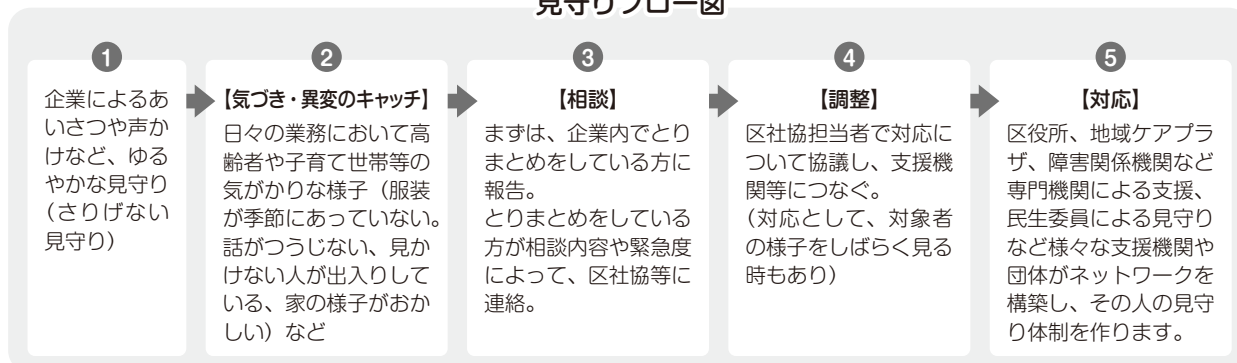 見守りフロー図
1
企業によるあ
いさつや声か
けなど、ゆる
やかな見守り
（さりげない
見守り）
2
【気づき・異変のキャッチ】
日々の業務において高
齢者や子育て世帯等の
気がかりな様子（服装
が季節にあっていない。
話がつうじない、見か
けない人が出入りして
いる、家の様子がおか
しい）など
3
【相談】
まずは、企業内でとり
まとめをしている方に
報告。
とりまとめをしている
方が相談内容や緊急度
によって、区社協等に
連絡。
4
【調整】
区社協担当者で対応に
ついて協議し、支援機
関等につなぐ。
（対応として、対象者
の様子をしばらく見る
時もあり）
5
【対応】
区役所、地域ケアプラ
ザ、障害関係機関など
専門機関による支援、
民生委員による見守り
など様々な支援機関や
団体がネットワークを
構築し、その人の見守
り体制を作ります。